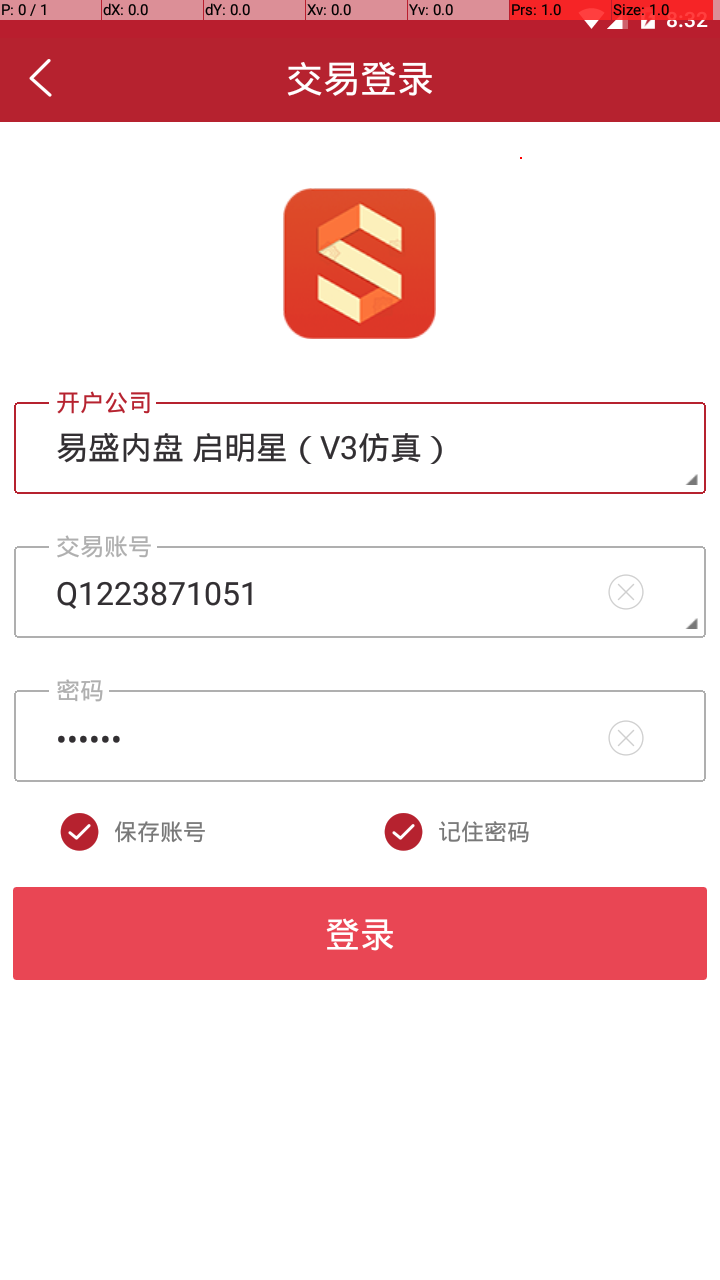 P: 0 / 1 dX: 0.0 dY: 0.0 Xv: 0.0 Yv: 0.0 Prs: 1.0 Size: 1.0 8:32
交易登录
开户公司
易盛内盘 启明星（V3仿真）
交易账号
Q1223871051
密码
••••••
保存账号 记住密码
登录